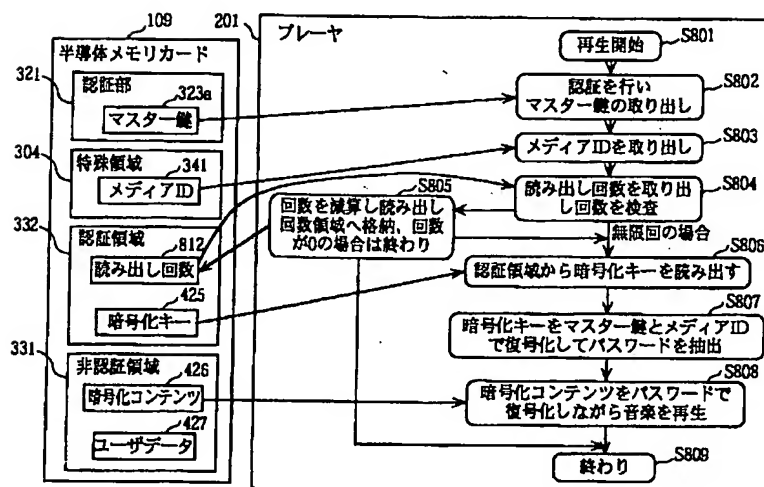 109
半導体メモリカード
321
認証部
323a
マスター鍵
304
特殊領域
341
メディアID
332
認証領域
812
読み出し回数
425
暗号化キー
331
非認証領域
426
暗号化コンテンツ
427
ユーザデータ
201
プレーヤ
再生開始
S801
認証を行い
マスター鍵の取り出し
S802
メディアIDを取り出し
S803
読み出し回数を取り出
し回数を検査
S804
S805
回数を減算し読み出し
回数領域へ格納、回数
が0の場合は終わり
無限回の場合
S806
認証領域から暗号化キーを読み出す
S807
暗号化キーをマスター鍵とメディアID
で復号化してパスワードを抽出
S808
暗号化コンテンツをパスワードで
復号化しながら音楽を再生
S809
終わり